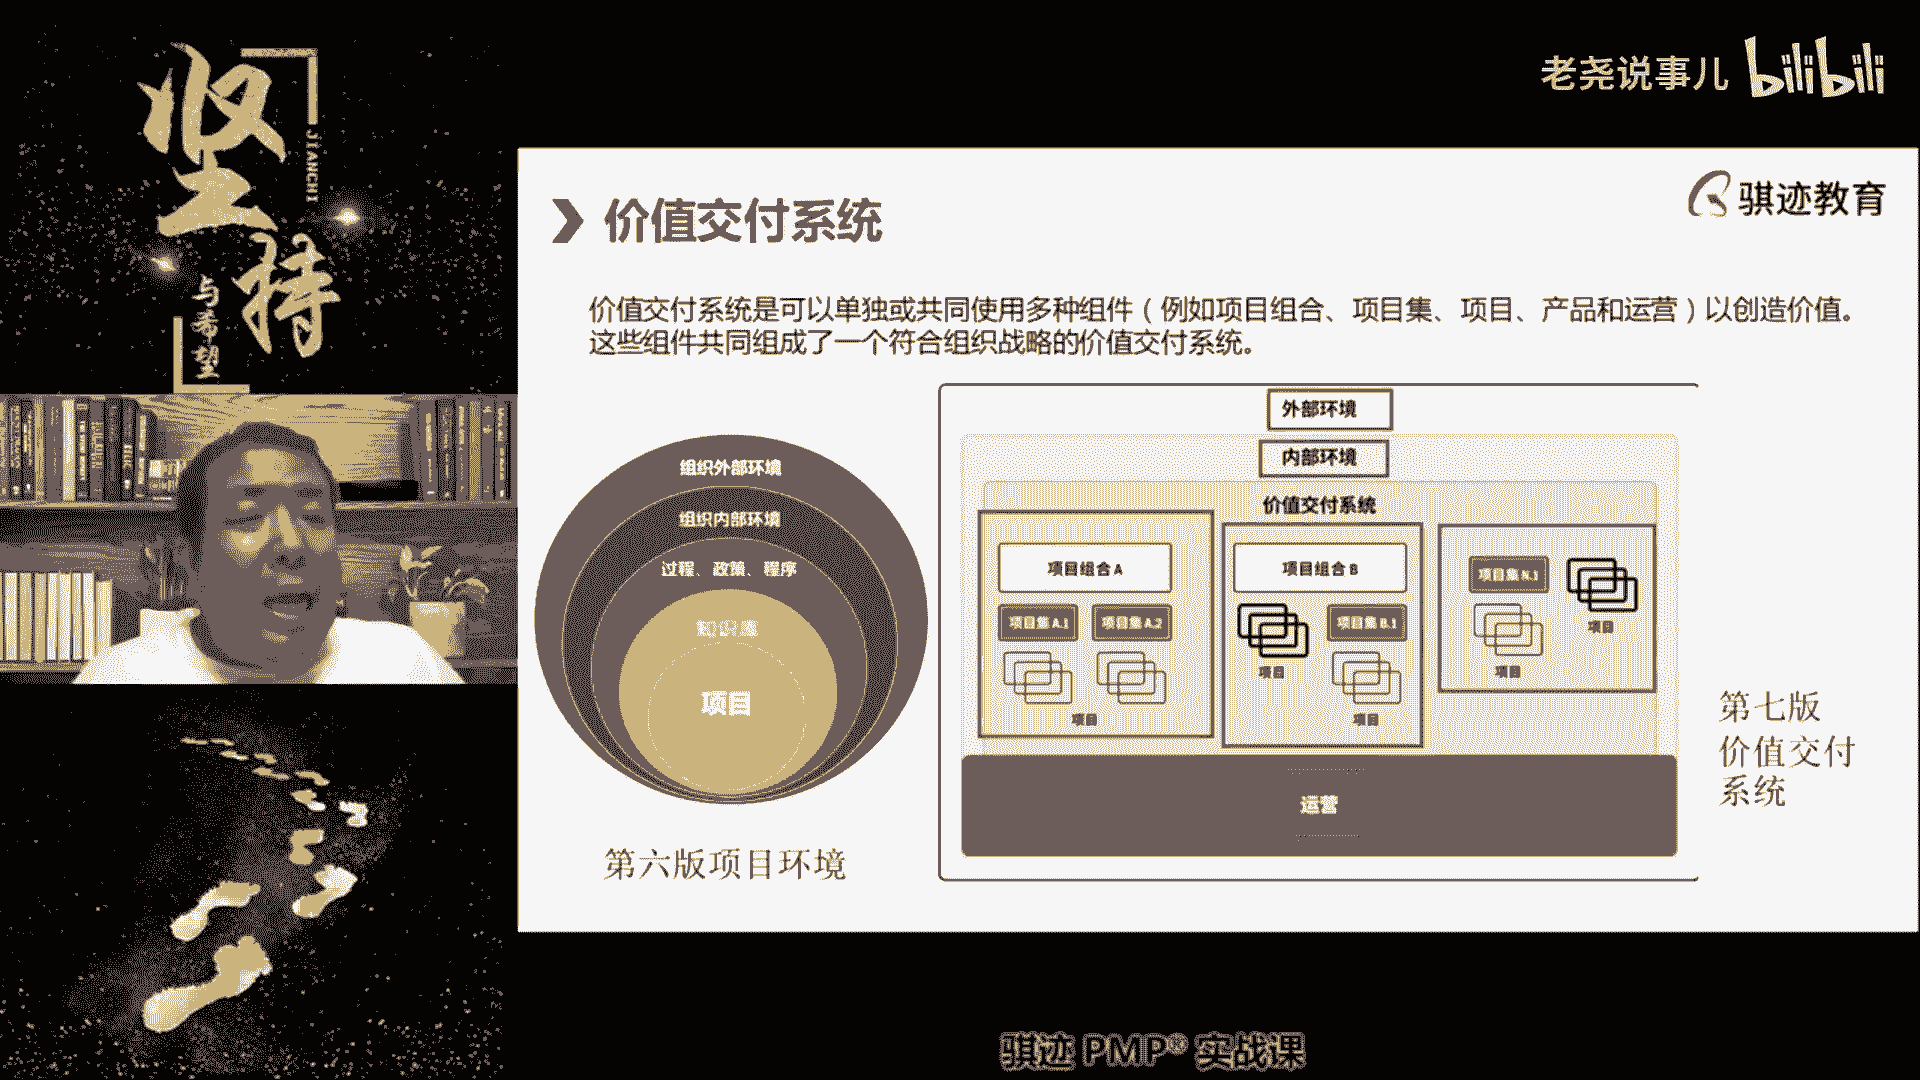 坚持
JIANCHI
与希望
老尧说事儿 bilibili
骐迹教育
价值交付系统
价值交付系统是可以单独或共同使用多种组件（例如项目组合、项目集、项目、产品和运营）以创造价值。
这些组件共同组成了一个符合组织战略的价值交付系统。
组织外部环境
组织内部环境
过程、政策、程序
知识库
项目
第六版项目环境
外部环境
内部环境
价值交付系统
项目组合 A
项目集 A.1
项目集 A.2
项目
项目组合 B
项目集 B.1
项目
项目
项目集 N.1
项目
项目
运营
第七版
价值交付
系统
骐迹 PMP® 实战课